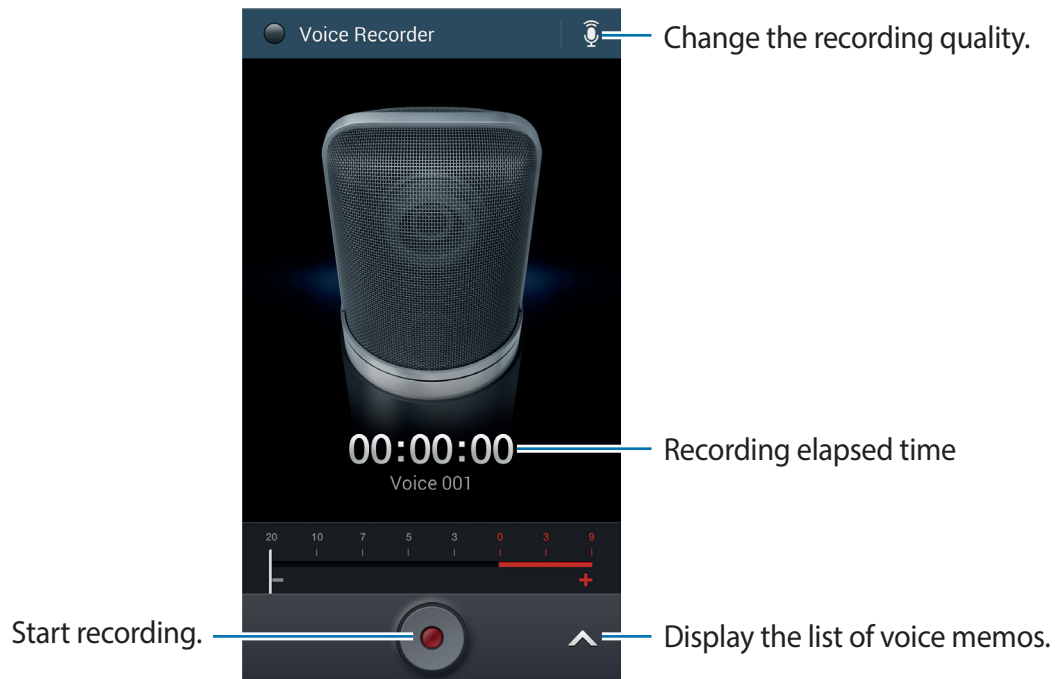 Voice Recorder
Change the recording quality.
00:00:00
Recording elapsed time
Voice 001
20 10 7 5 3 0 3 9
- +
Start recording.
Display the list of voice memos.